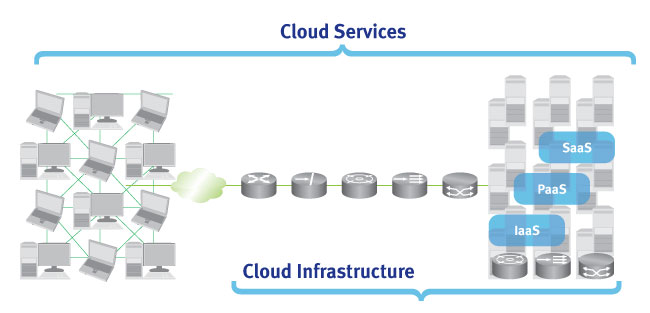 Cloud Services
SaaS
PaaS
IaaS
Cloud Infrastructure